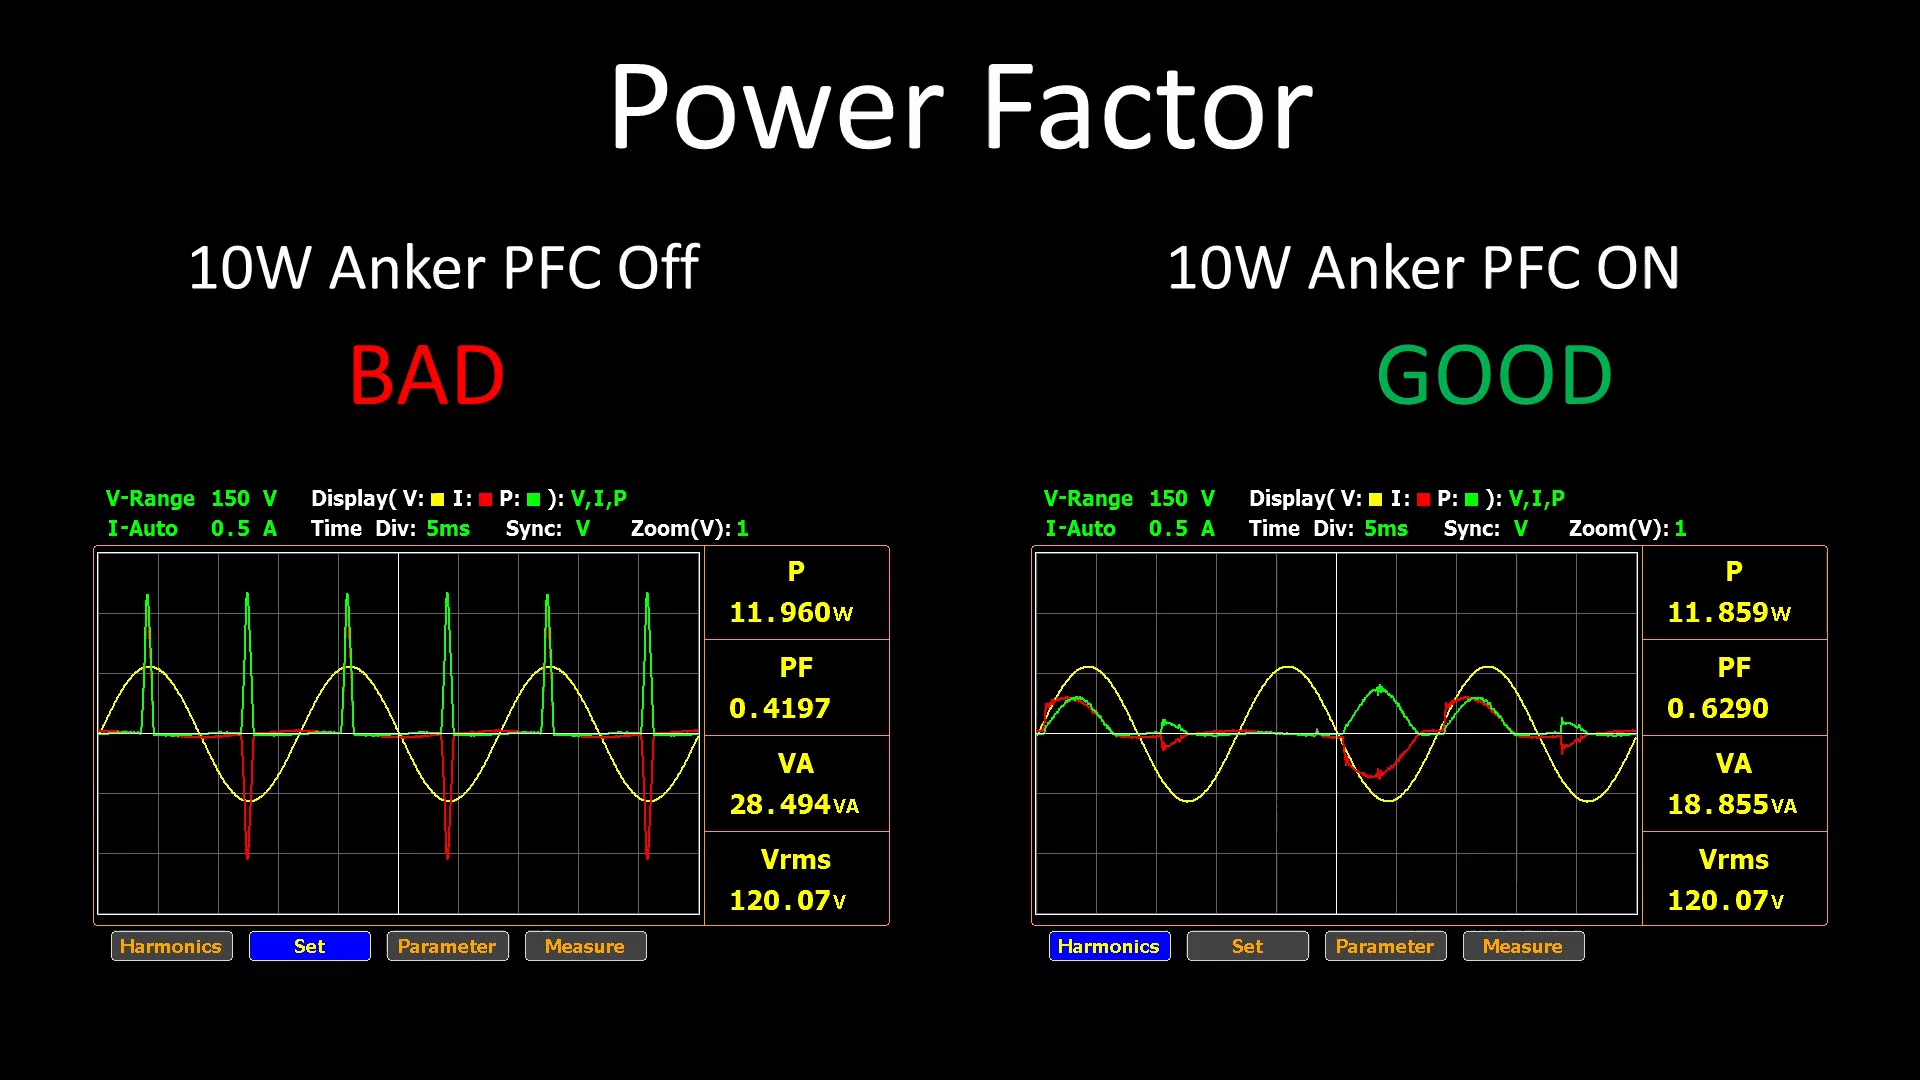 Power Factor
10W Anker PFC Off
BAD
V-Range 150 V Display( V: I: P: ): V,I,P
I-Auto 0.5 A Time Div: 5ms Sync: V Zoom(V): 1
P
11.960W
PF
0.4197
VA
28.494VA
Vrms
120.07V
Harmonics Set Parameter Measure
10W Anker PFC ON
GOOD
V-Range 150 V Display( V: I: P: ): V,I,P
I-Auto 0.5 A Time Div: 5ms Sync: V Zoom(V): 1
P
11.859W
PF
0.6290
VA
18.855VA
Vrms
120.07V
Harmonics Set Parameter Measure